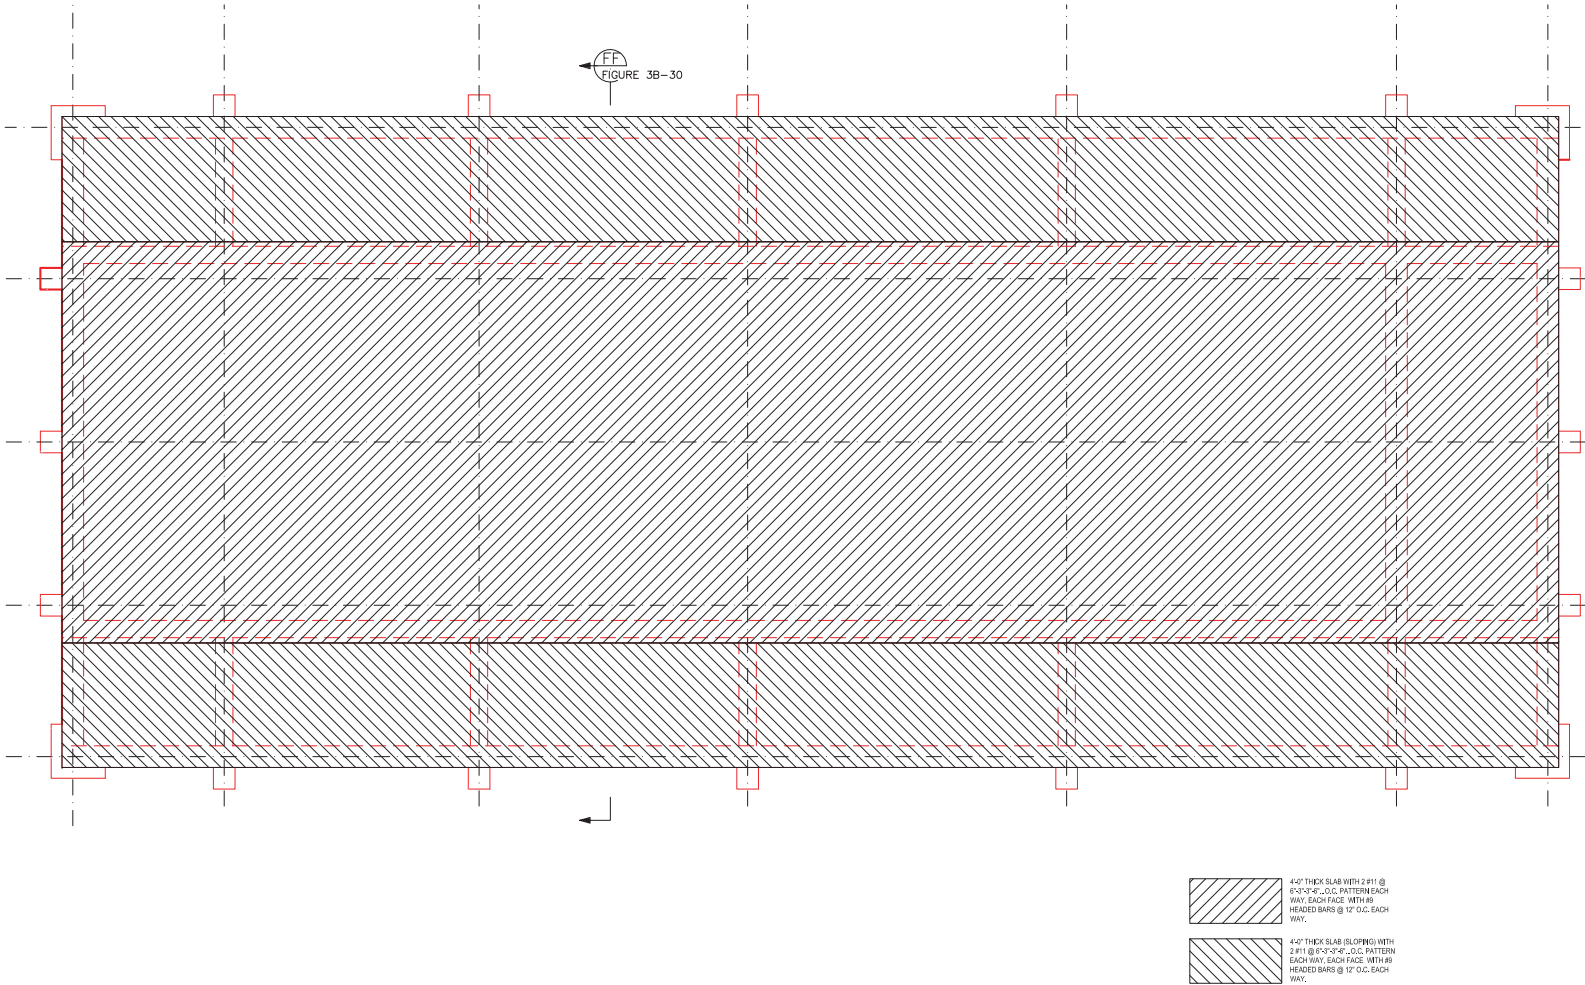 FF
FIGURE 3B-30
4'-0" THICK SLAB WITH 2 #11 @
6"-3"-3"-6"...O.C. PATTERN EACH
WAY, EACH FACE WITH #9
HEADED BARS @ 12" O.C. EACH
WAY.
4'-0" THICK SLAB (SLOPING) WITH
2 #11 @ 6"-3"-3"-6"...O.C. PATTERN
EACH WAY, EACH FACE WITH #9
HEADED BARS @ 12" O.C. EACH
WAY.